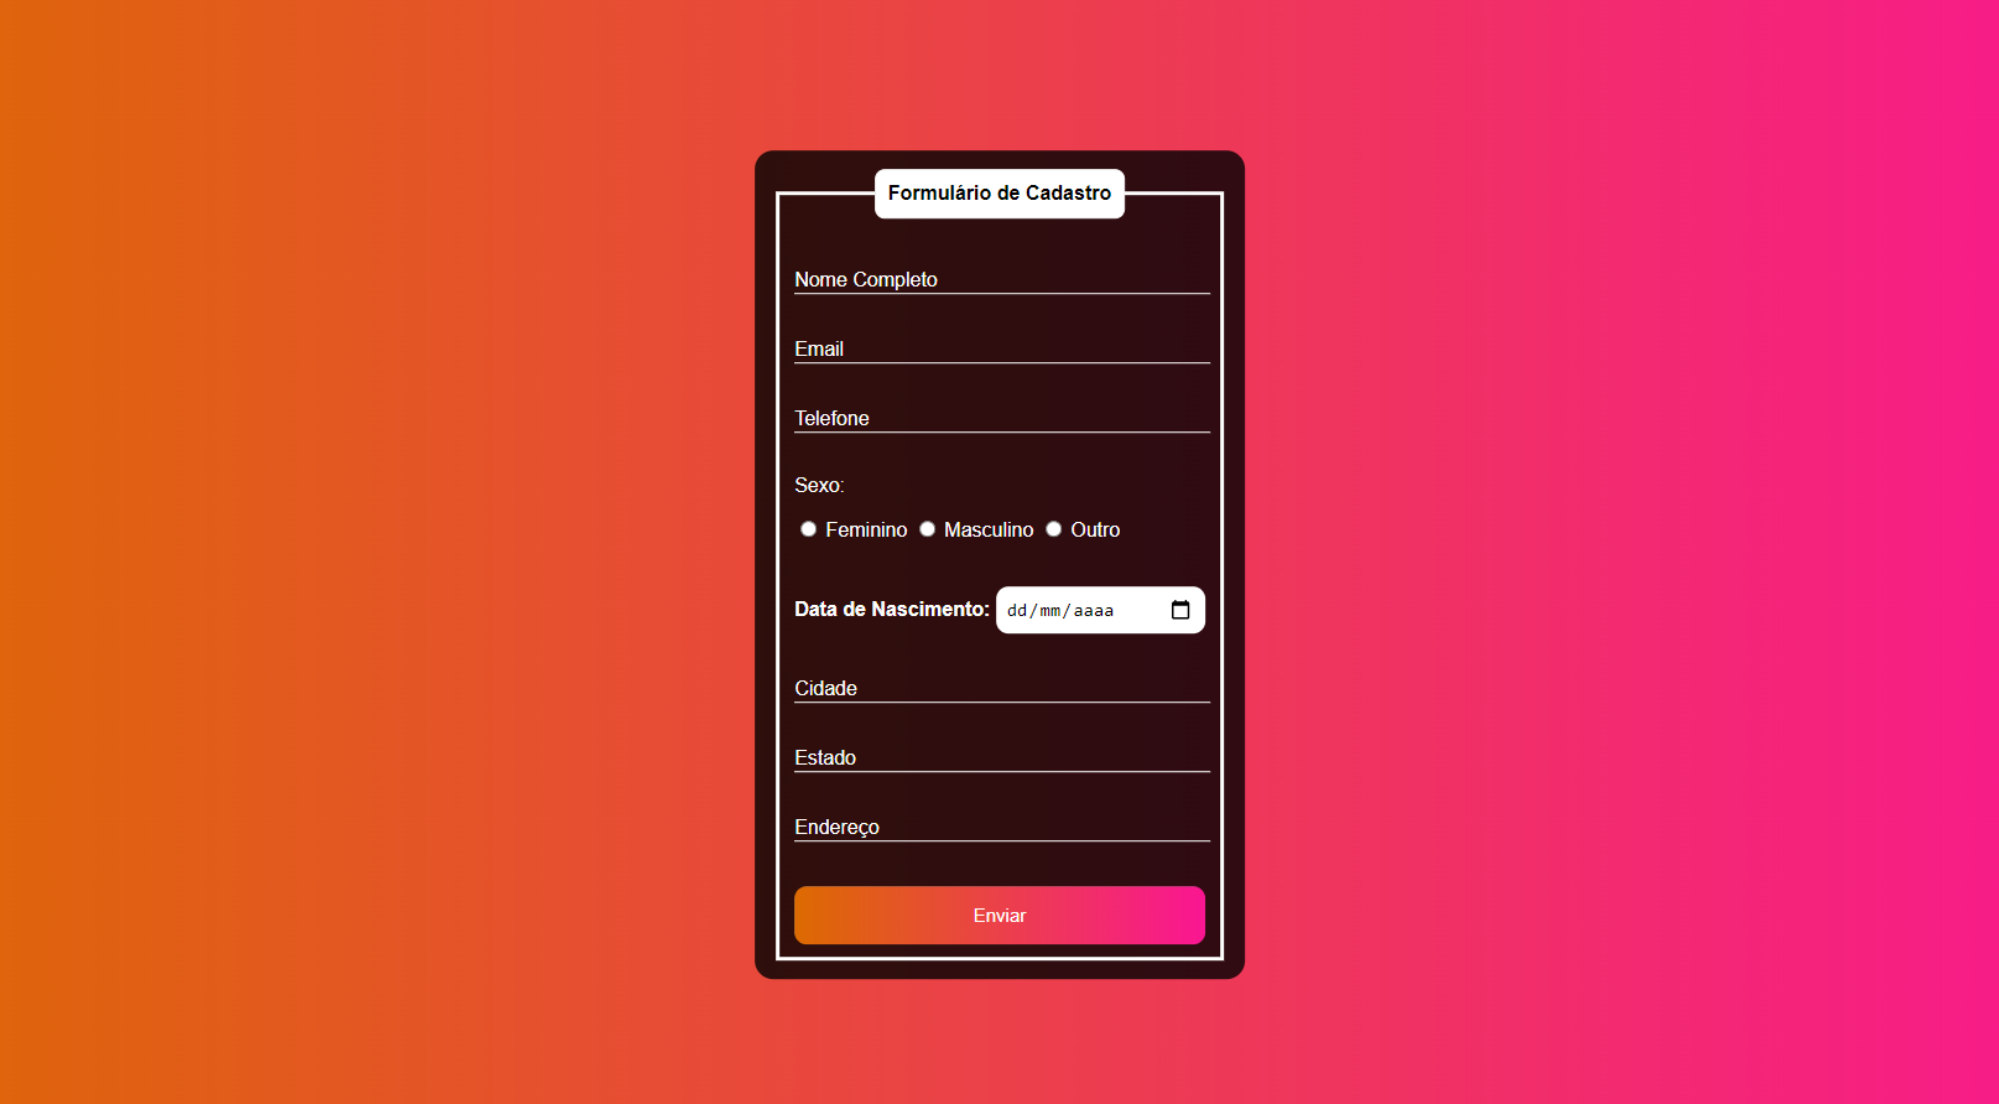 Formulário de Cadastro
Nome Completo
Email
Telefone
Sexo:
Feminino Masculino Outro
Data de Nascimento: dd/mm/aaaa
Cidade
Estado
Endereço
Enviar